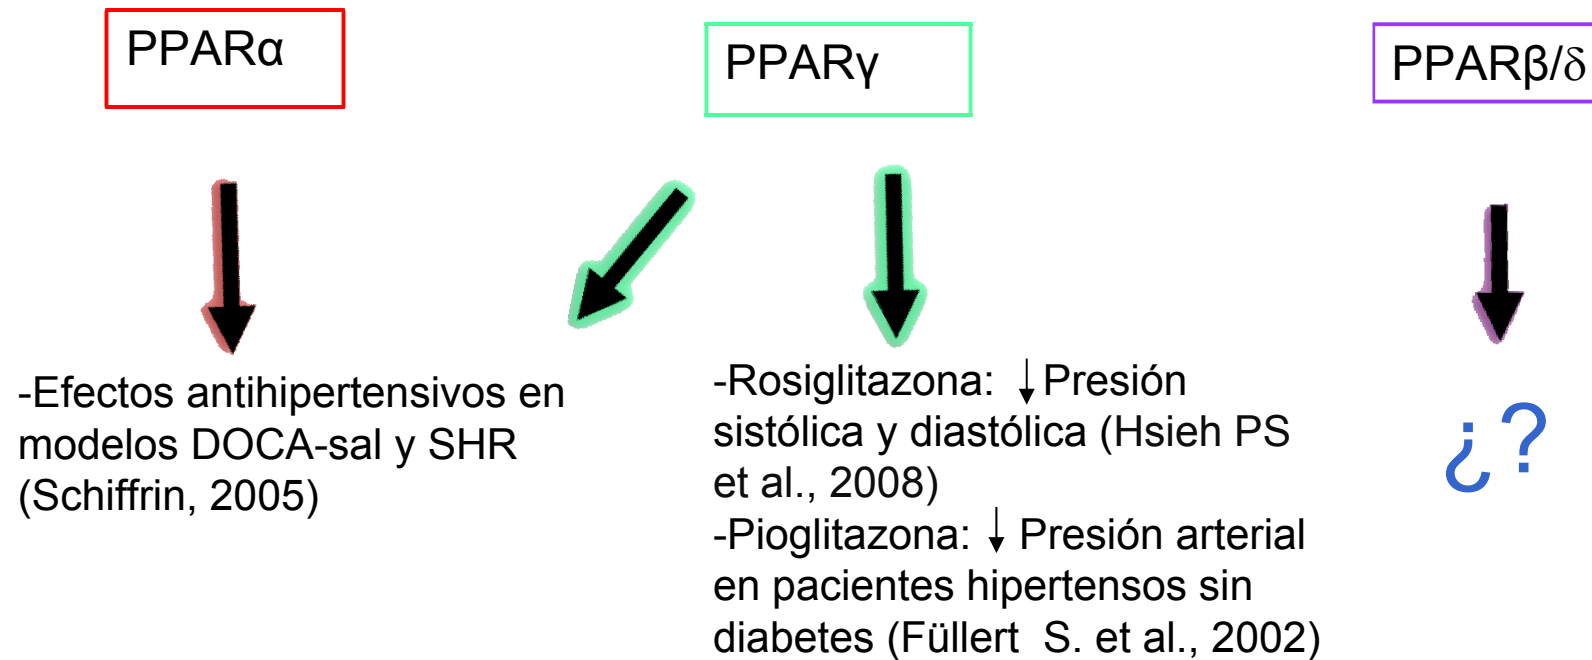 PPARα
PPARγ
PPARβ/δ
-Efectos antihipertensivos en
modelos DOCA-sal y SHR
(Schiffrin, 2005)
-Rosiglitazona: ↓Presión
sistólica y diastólica (Hsieh PS
et al., 2008)
-Pioglitazona: ↓ Presión arterial
en pacientes hipertensos sin
diabetes (Füllert S. et al., 2002)
¿?